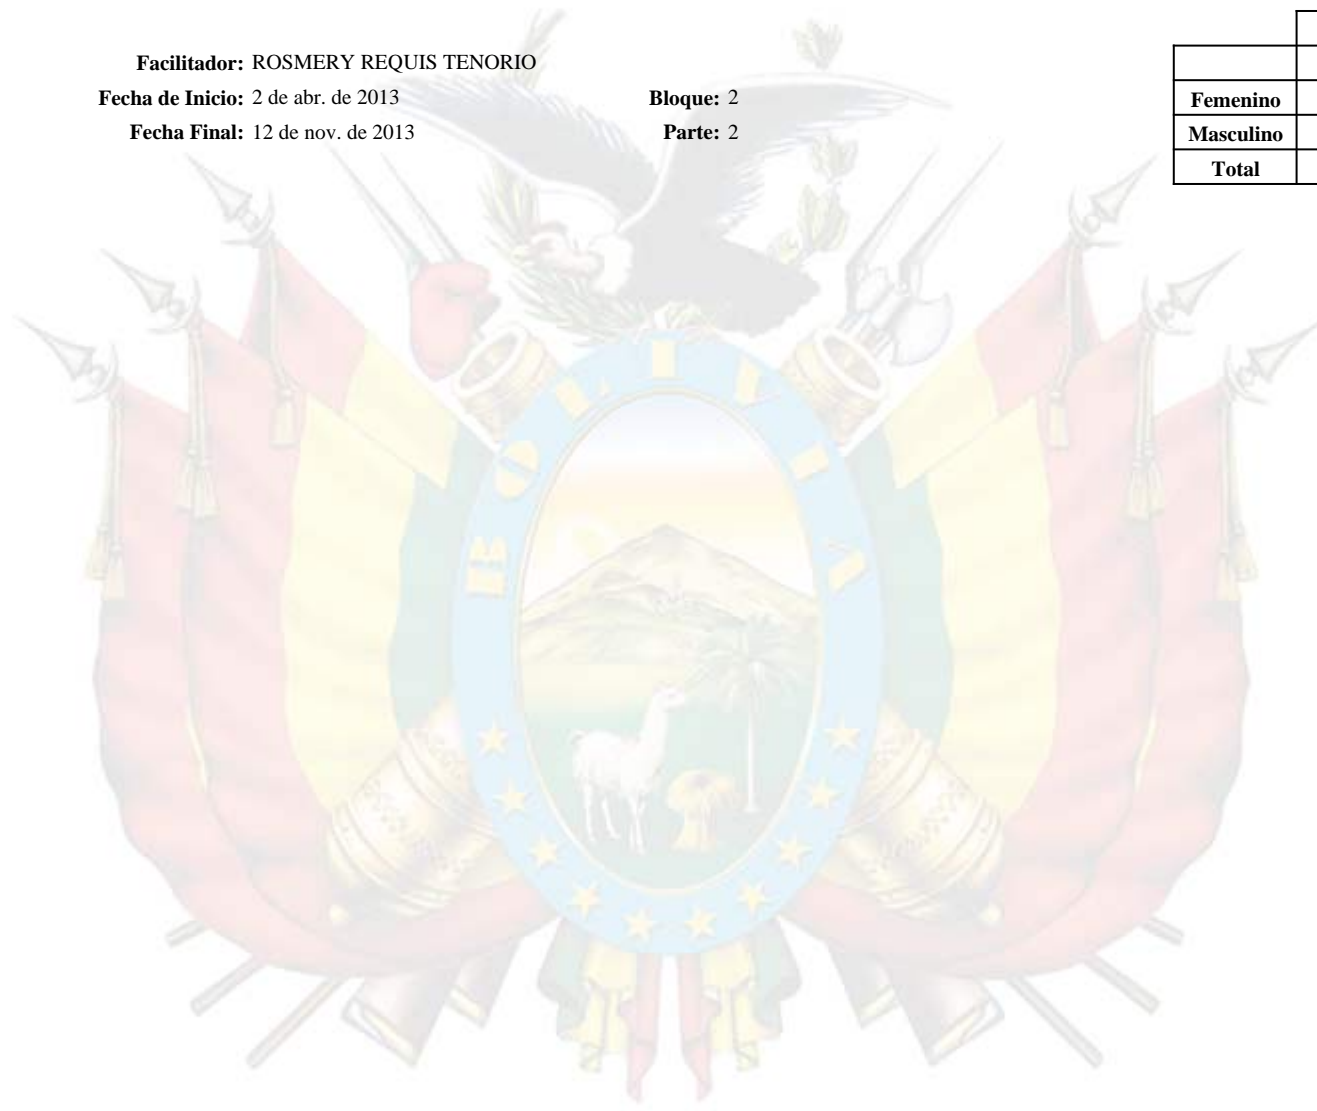 Facilitador: ROSMERY REQUIS TENORIO
Fecha de Inicio: 2 de abr. de 2013 Bloque: 2
Fecha Final: 12 de nov. de 2013 Parte: 2
Femenino
Masculino
Total
BOLIVIA